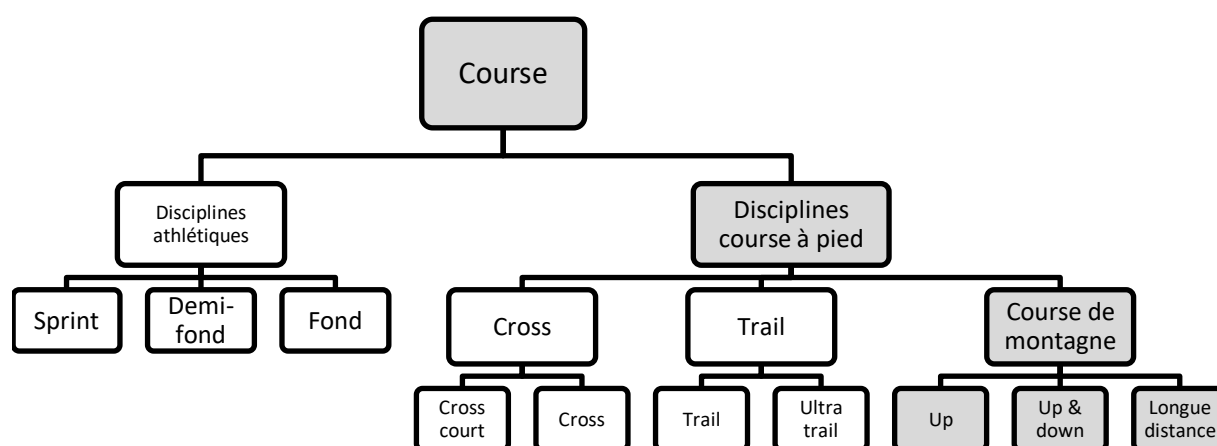 Course
Disciplines
athlétiques
Disciplines
course à pied
Sprint
Demi-
fond
Fond
Cross
Trail
Course de
montagne
Cross
court
Cross
Trail
Ultra
trail
Up
Up &
down
Longue
distance